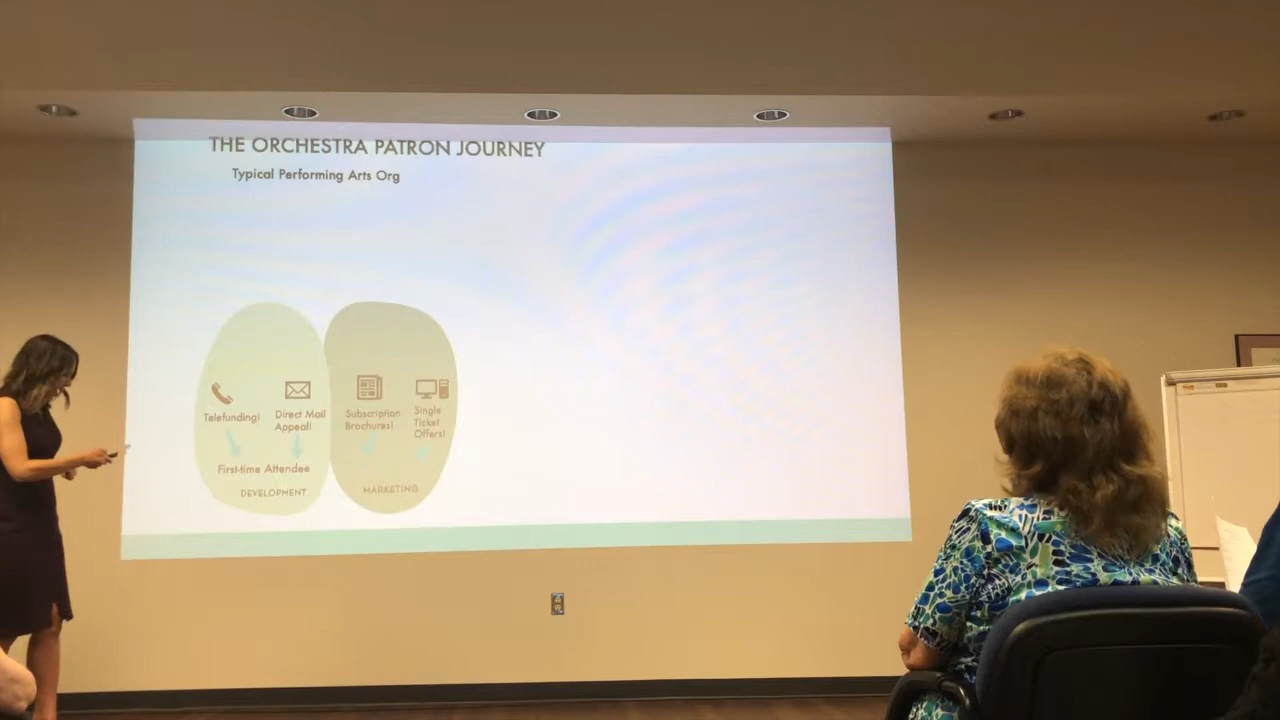 THE ORCHESTRA PATRON JOURNEY
Typical Performing Arts Org
Telefunding!
Direct Mail
Appeal!
Subscription
Brochures!
Single
Ticket
Offers!
First-time Attendee
DEVELOPMENT
MARKETING